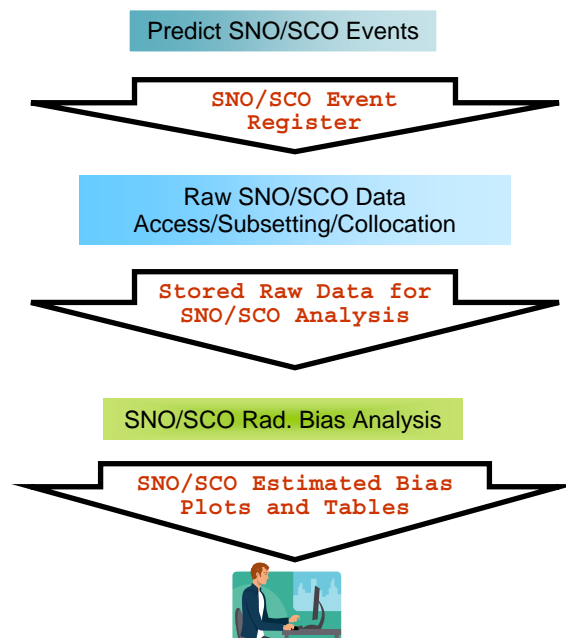 Predict SNO/SCO Events
SNO/SCO Event
Register
Raw SNO/SCO Data
Access/Subsetting/Collocation
Stored Raw Data for
SNO/SCO Analysis
SNO/SCO Rad. Bias Analysis
SNO/SCO Estimated Bias
Plots and Tables